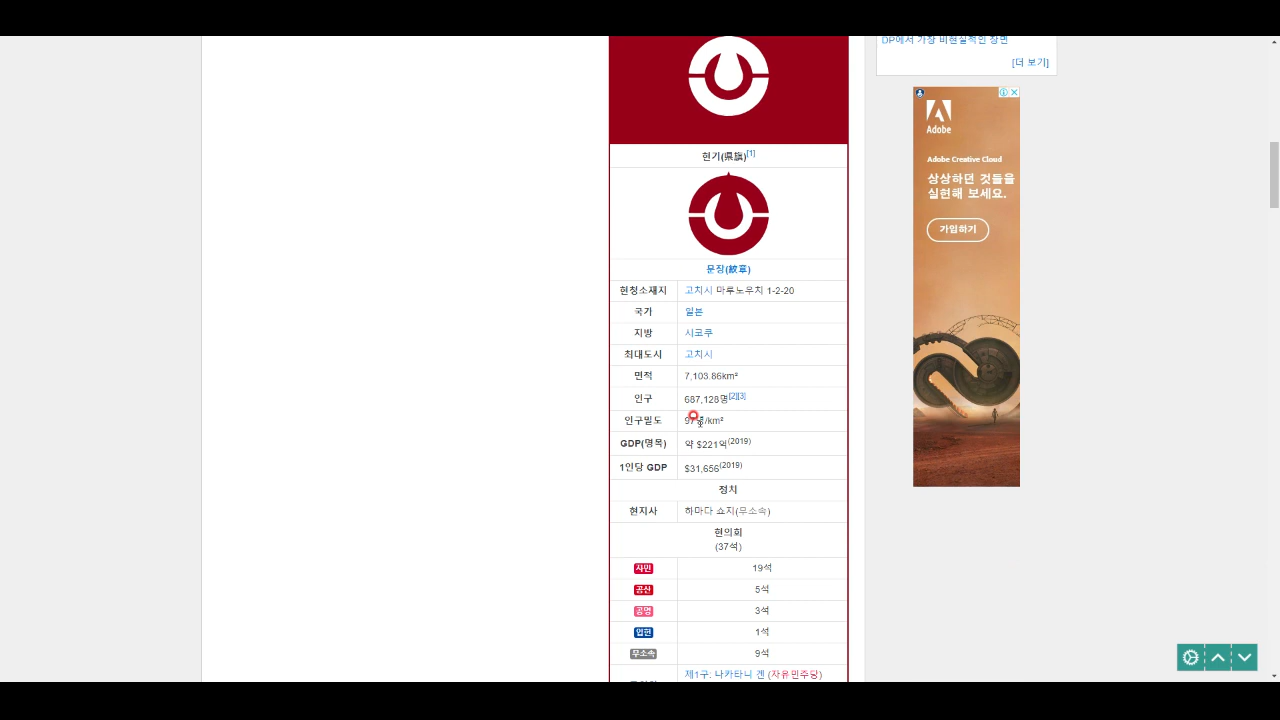 DP에서 가장 비현실적인 장면
[더 보기]
Adobe
Adobe Creative Cloud
상상하던 것들을
실현해 보세요.
가입하기
현기(県旗)[1]
문장(紋章)
현청소재지 고치시 마루노우치 1-2-20
국가 일본
지방 시코쿠
최대도시 고치시
면적 7,103.86km²
인구 687,128명[2][3]
인구밀도 97명/km²
GDP(명목) 약 $221억(2019)
1인당 GDP $31,656(2019)
정치
현지사 하마다 쇼지(무소속)
현의회
(37석)
자민 19석
공산 5석
공명 3석
입헌 1석
무소속 9석
제1구: 나카타니 겐 (자유민주당)